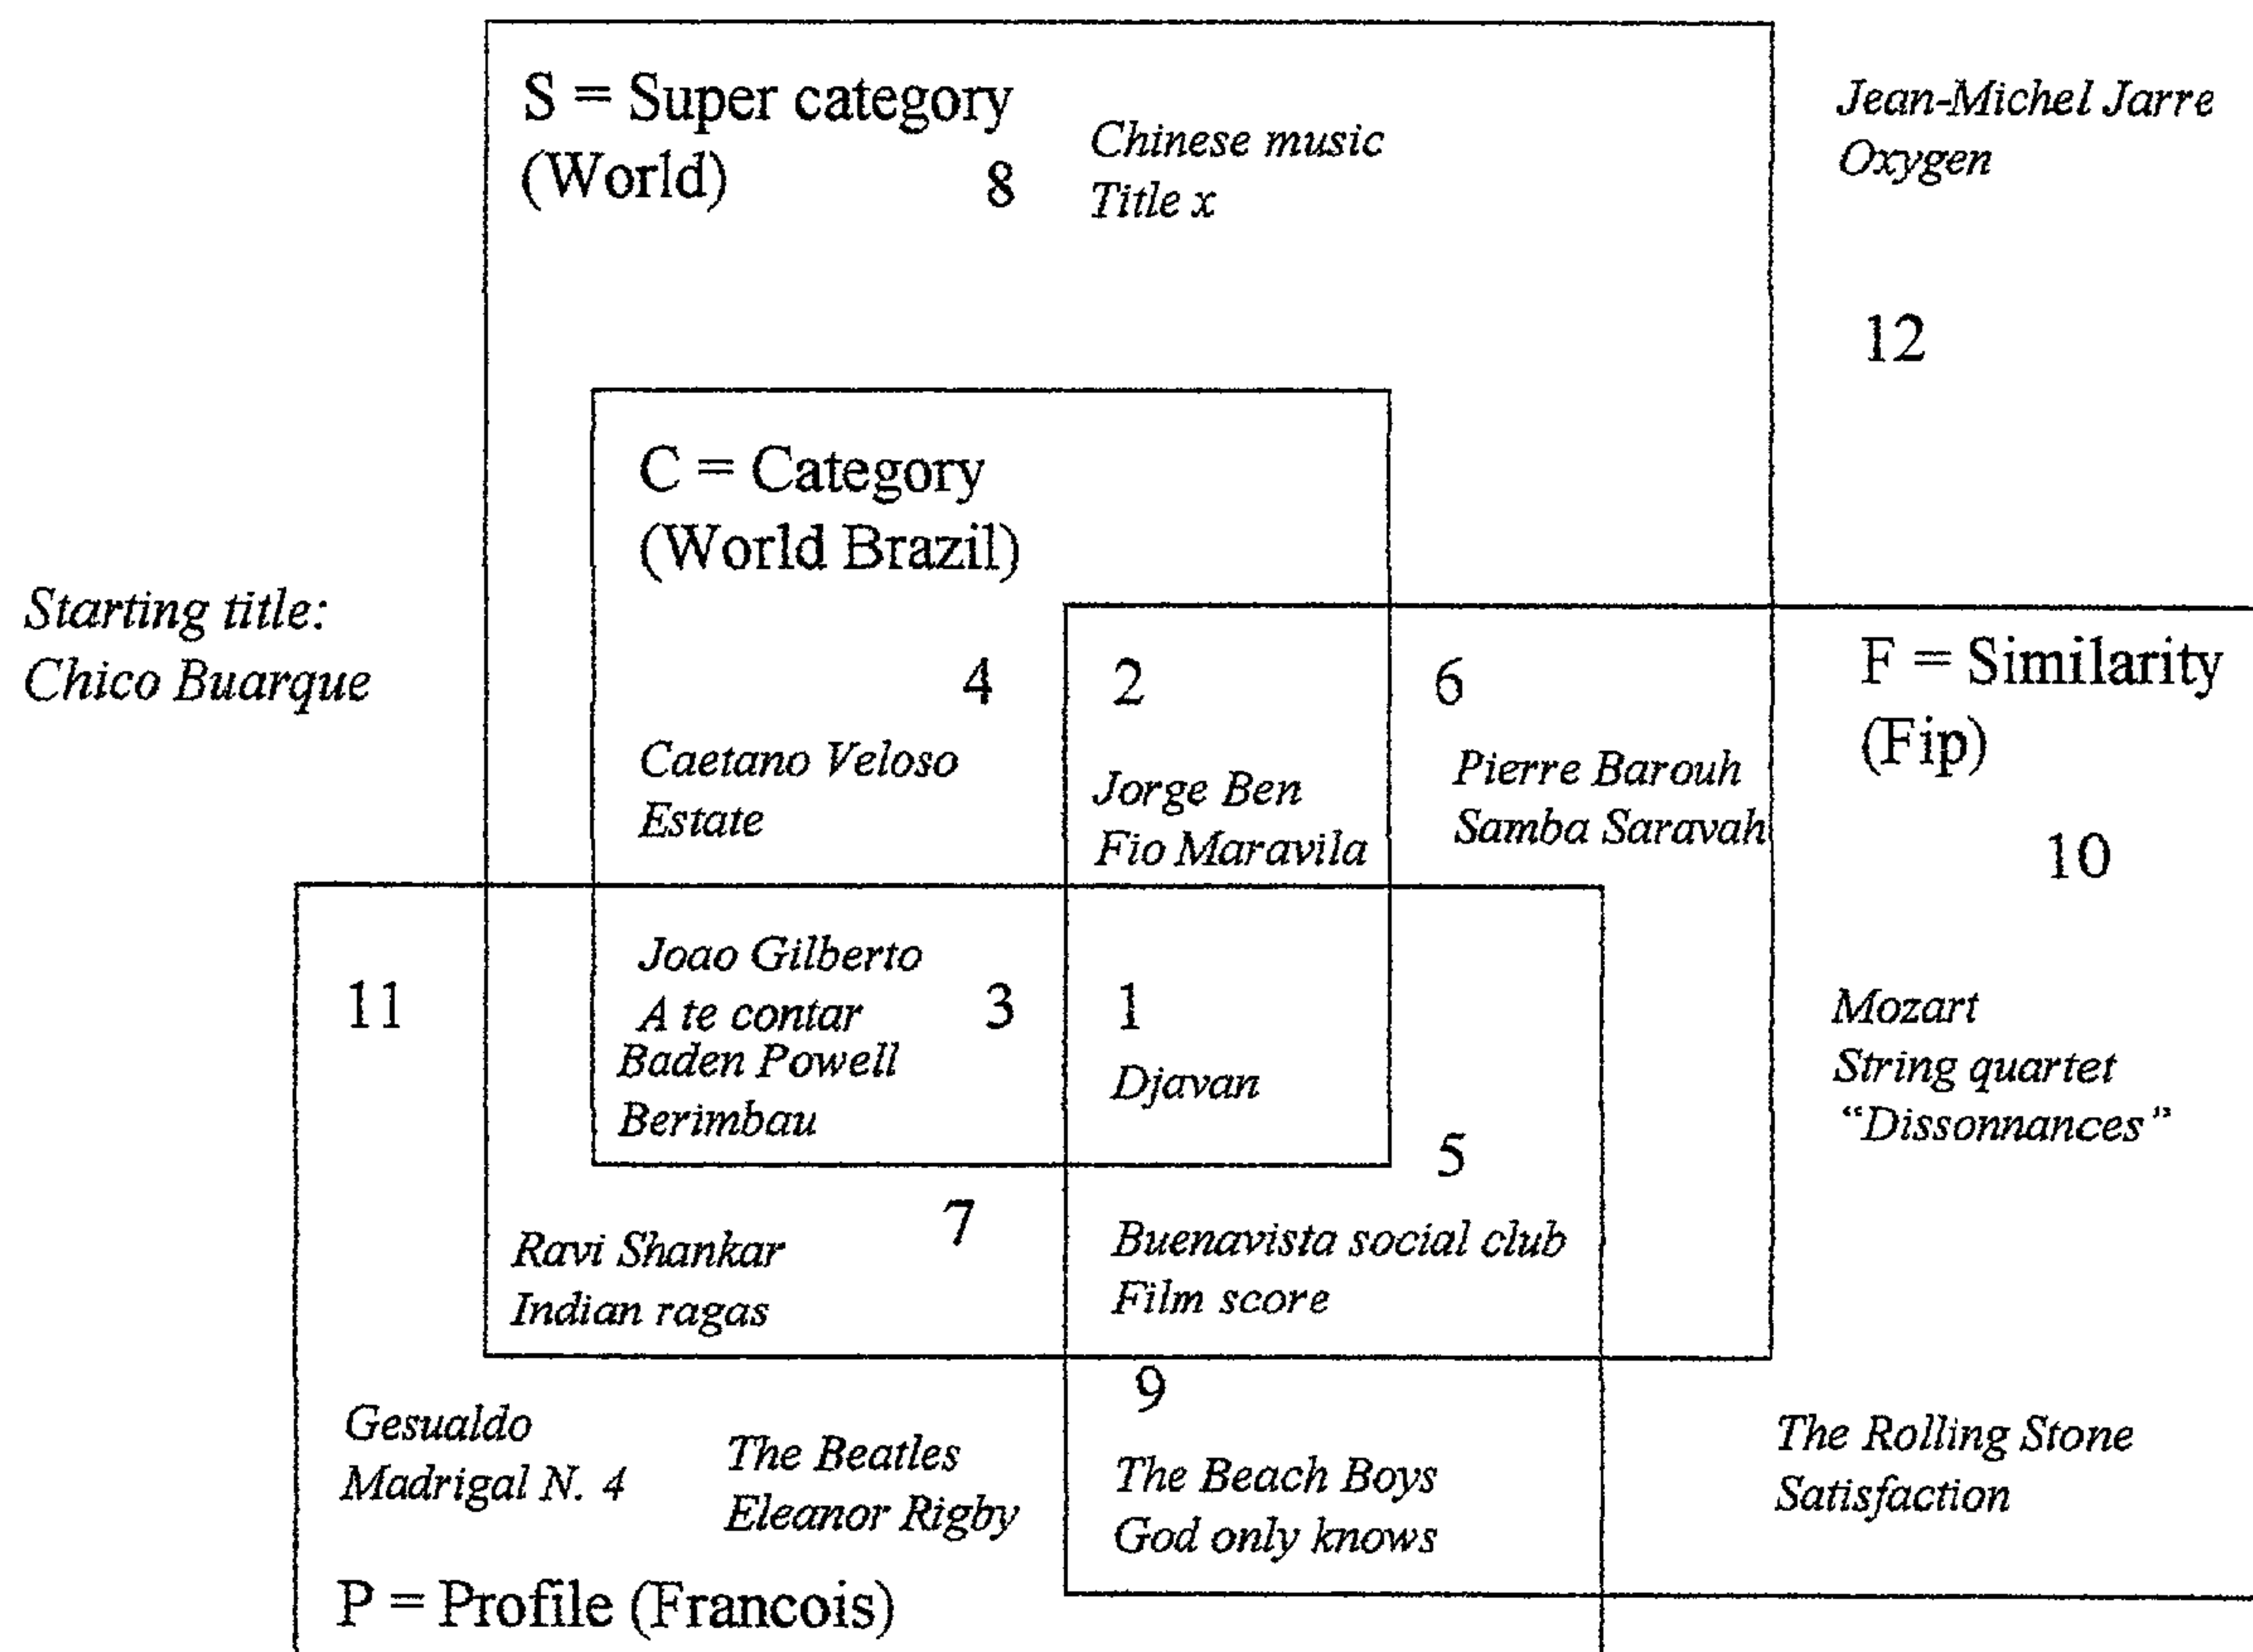 S = Super category
(World)
8
Chinese music
Title x
Jean-Michel Jarre
Oxygen
12
C = Category
(World Brazil)
Starting title:
Chico Buarque
4
2
6
F = Similarity
(Fip)
Caetano Veloso
Estate
Jorge Ben
Fio Maravila
Pierre Barouh
Samba Saravah
10
11
Joao Gilberto
A te contar
Baden Powell
Berimbau
3
1
Djavan
Mozart
String quartet
“Dissonnances”
5
7
Ravi Shankar
Indian ragas
Buenavista social club
Film score
9
Gesualdo
Madrigal N. 4
The Beatles
Eleanor Rigby
The Beach Boys
God only knows
The Rolling Stone
Satisfaction
P = Profile (Francois)